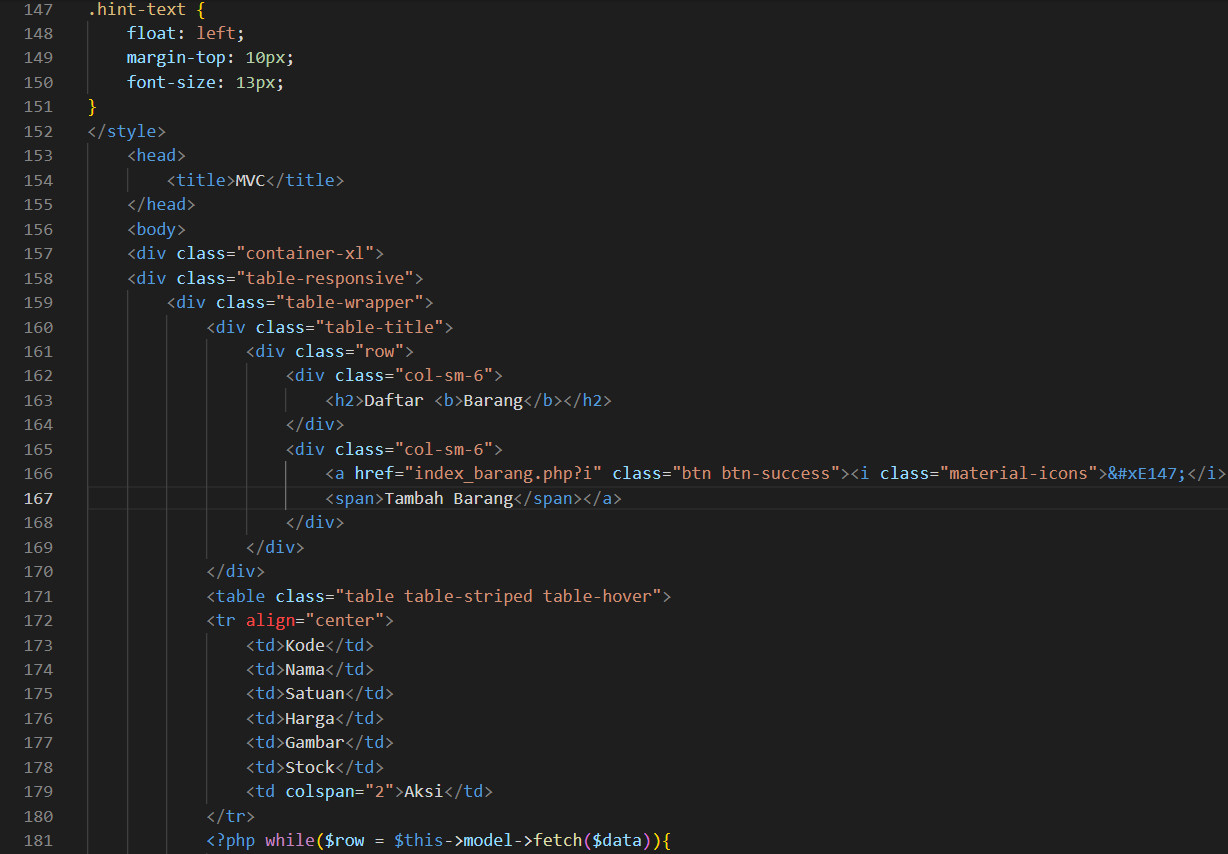 147 .hint-text {
148     float: left;
149     margin-top: 10px;
150     font-size: 13px;
151 }
152 </style>
153     <head>
154         <title>MVC</title>
155     </head>
156     <body>
157     <div class="container-xl">
158     <div class="table-responsive">
159         <div class="table-wrapper">
160             <div class="table-title">
161                 <div class="row">
162                     <div class="col-sm-6">
163                         <h2>Daftar <b>Barang</b></h2>
164                     </div>
165                     <div class="col-sm-6">
166                         <a href="index_barang.php?i" class="btn btn-success"><i class="material-icons">&#xE147;</i>
167                         <span>Tambah Barang</span></a>
168                     </div>
169                 </div>
170             </div>
171             <table class="table table-striped table-hover">
172             <tr align="center">
173                 <td>Kode</td>
174                 <td>Nama</td>
175                 <td>Satuan</td>
176                 <td>Harga</td>
177                 <td>Gambar</td>
178                 <td>Stock</td>
179                 <td colspan="2">Aksi</td>
180             </tr>
181             <?php while($row = $this->model->fetch($data)){